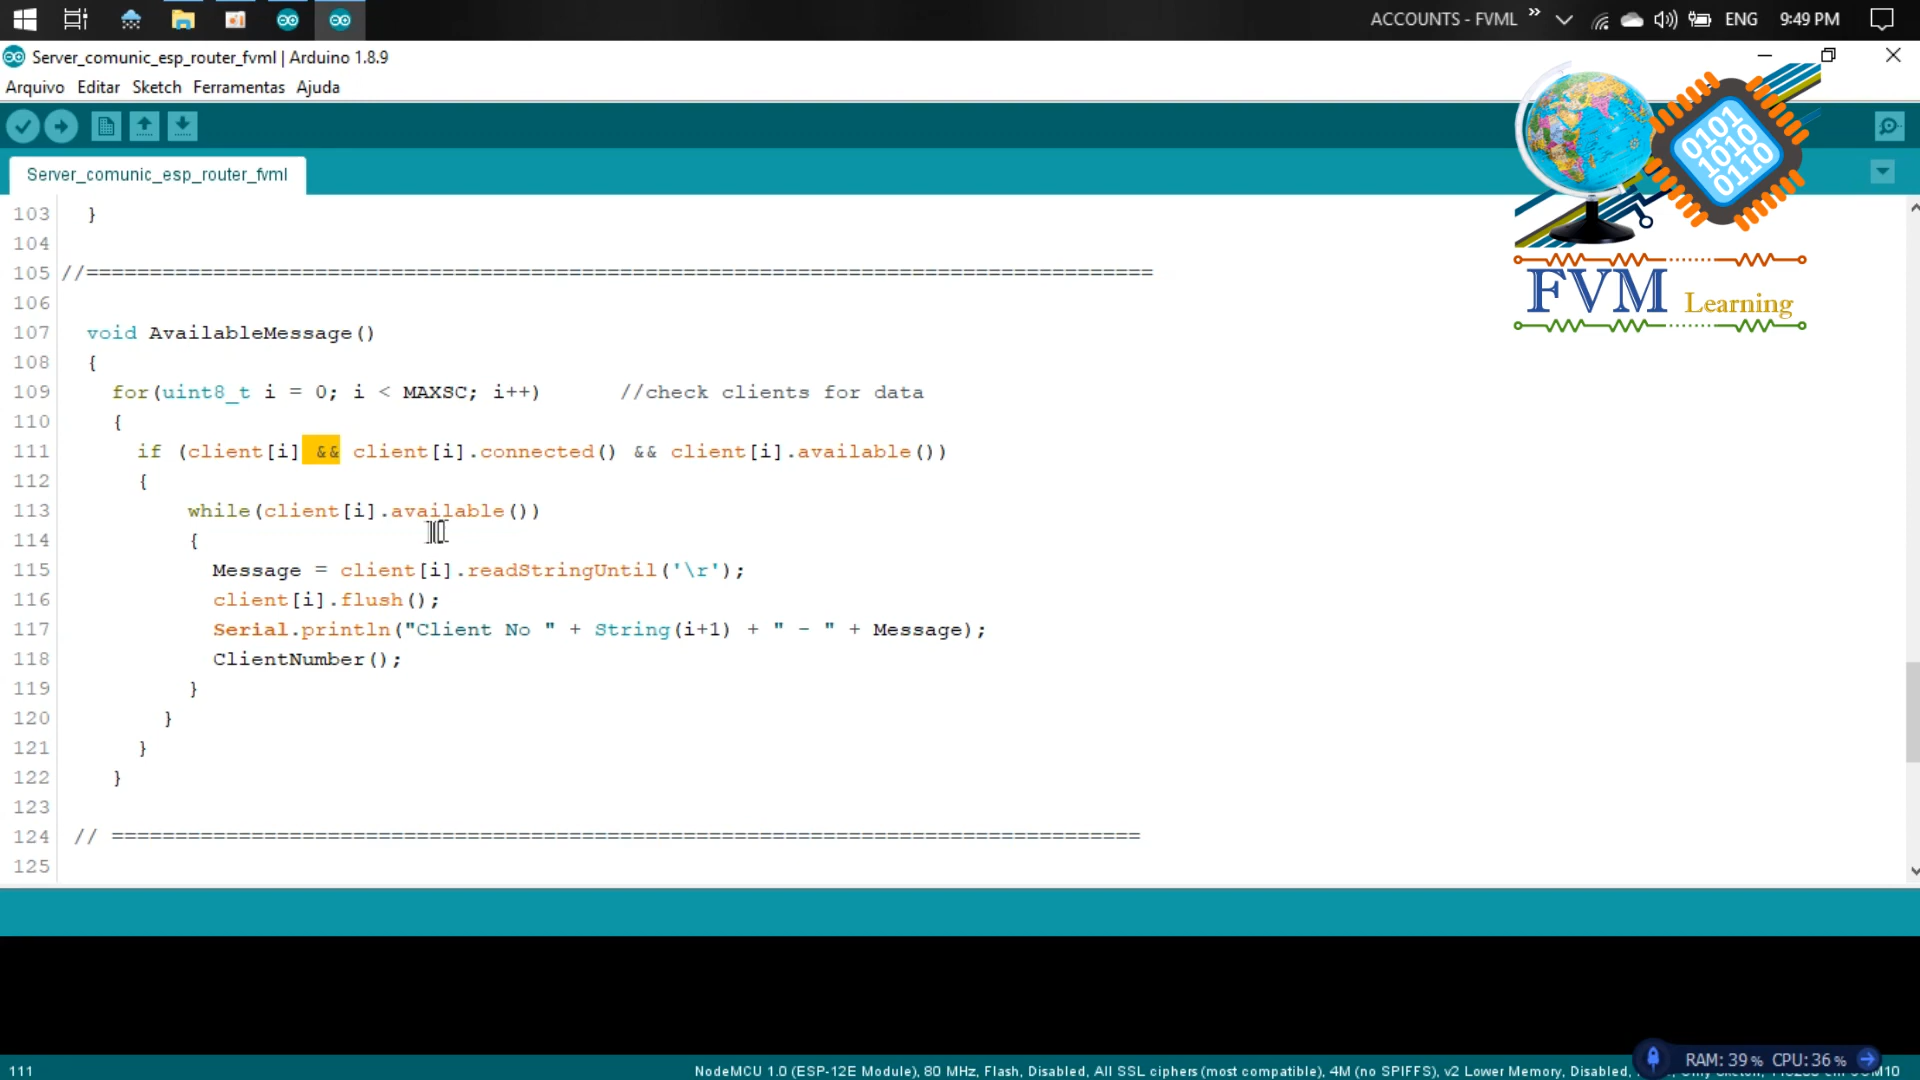 ACCOUNTS - FVML
ENG
9:49 PM
Server_comunic_esp_router_fvml | Arduino 1.8.9
Arquivo Editar Sketch Ferramentas Ajuda
Server_comunic_esp_router_fvml
0101
1010
0110
FVM Learning
103 }
104
105 //====================================================================================
106
107 void AvailableMessage()
108 {
109 for(uint8_t i = 0; i < MAXSC; i++) //check clients for data
110 {
111 if (client[i] && client[i].connected() && client[i].available())
112 {
113 while(client[i].available())
114 {
115 Message = client[i].readStringUntil('\r');
116 client[i].flush();
117 Serial.println("Client No " + String(i+1) + " - " + Message);
118 ClientNumber();
119 }
120 }
121 }
122 }
123
124 // =================================================================================
125
111
NodeMCU 1.0 (ESP-12E Module), 80 MHz, Flash, Disabled, All SSL ciphers (most compatible), 4M (no SPIFFS), v2 Lower Memory, Disabled,
RAM: 39 % CPU: 36 %